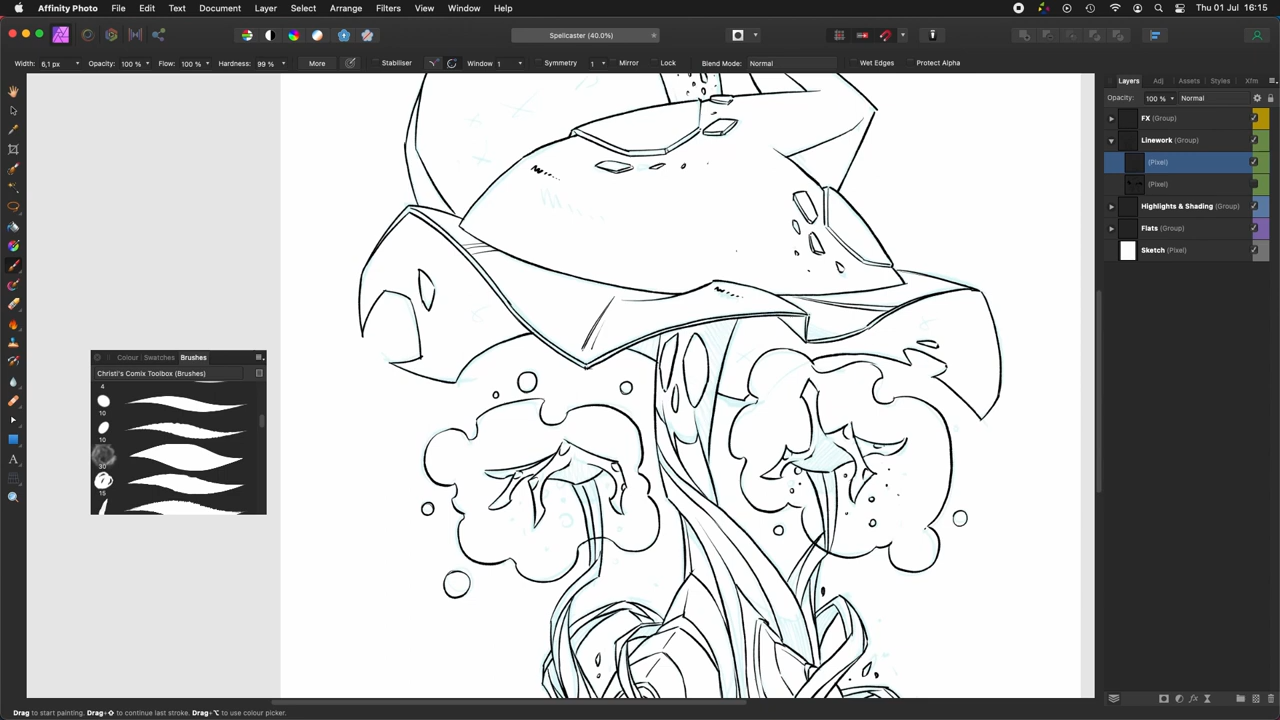 Affinity Photo File Edit Text Document Layer Select Arrange Filters View Window Help Thu 01 Jul 16:15
Spellcaster (40.0%)
Width: 6,1 px Opacity: 100 % Flow: 100 % Hardness: 99 % More Stabiliser Window 1 Symmetry 1 Mirror Lock Blend Mode: Normal Wet Edges Protect Alpha
Layers Adj Assets Styles Xfm
Opacity: 100 % Normal
FX (Group)
Linework (Group)
(Pixel)
(Pixel)
Highlights & Shading (Group)
Flats (Group)
Sketch (Pixel)
Colour Swatches Brushes
Christi's Comix Toolbox (Brushes)
4
10
10
30
15
Drag to start painting. Drag+⇧ to continue last stroke. Drag+⌥ to use colour picker.